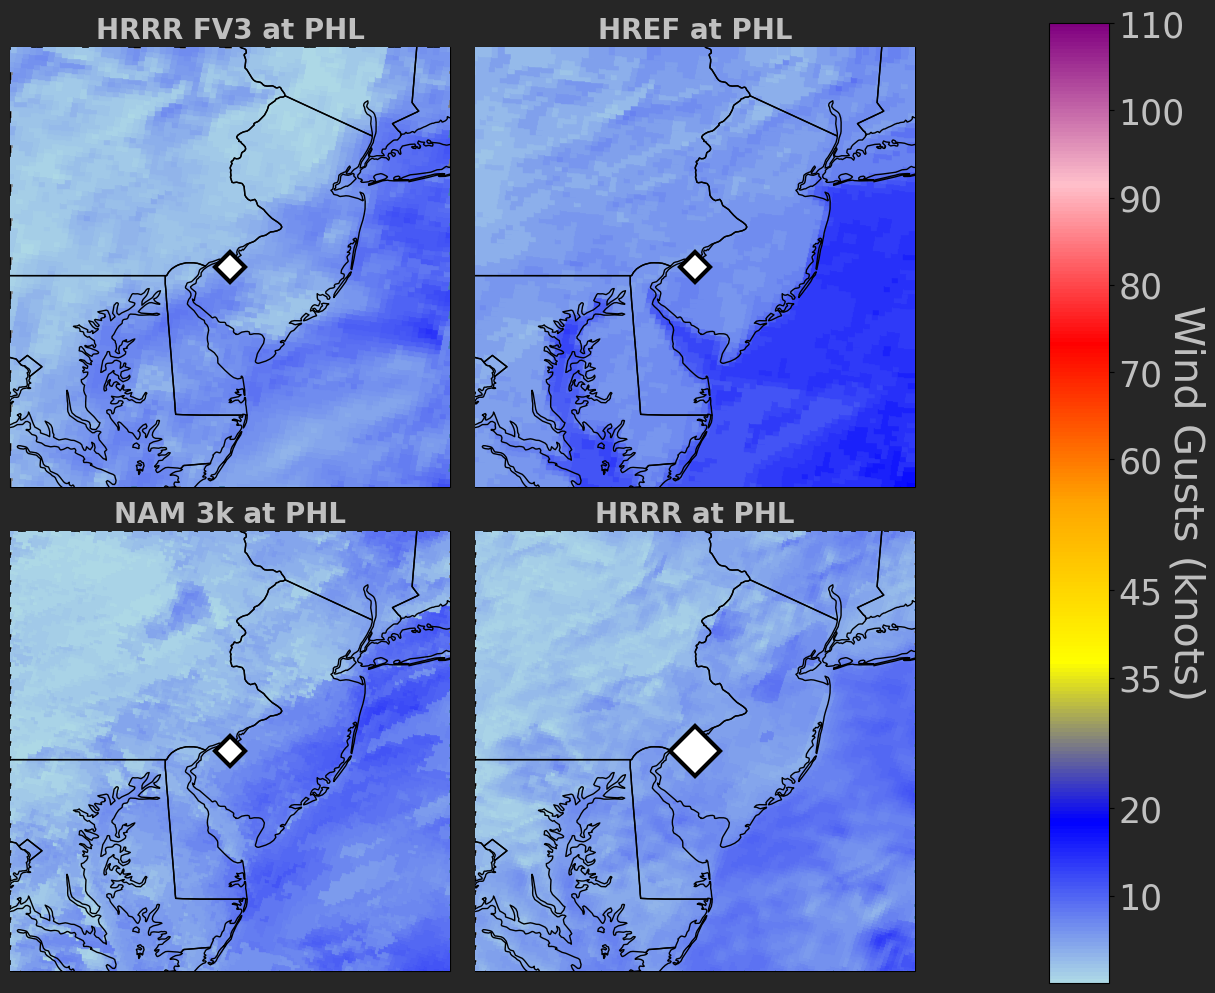 HRRR FV3 at PHL
HREF at PHL
NAM 3k at PHL
HRRR at PHL
110
100
90
80
70
60
45
35
20
10
Wind Gusts (knots)